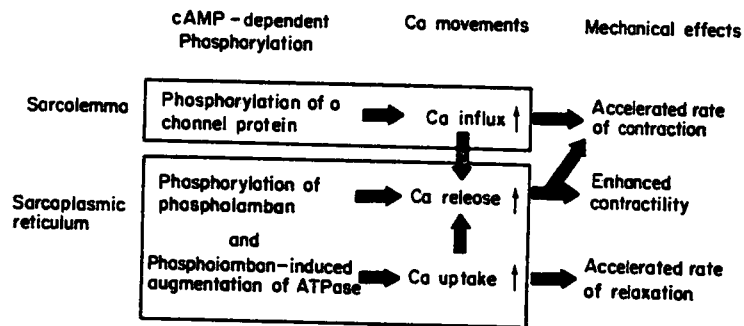 cAMP-dependent
Phosphorylation
Ca movements
Mechanical effects
Sarcolemma
Phosphorylation of a
channel protein
Ca influx ↑
Accelerated rate
of contraction
Sarcoplasmic
reticulum
Phosphorylation of
phospholamban
Ca release ↑
Enhanced
contractility
and
Phospholamban-induced
augmentation of ATPase
Ca uptake ↑
Accelerated rate
of relaxation